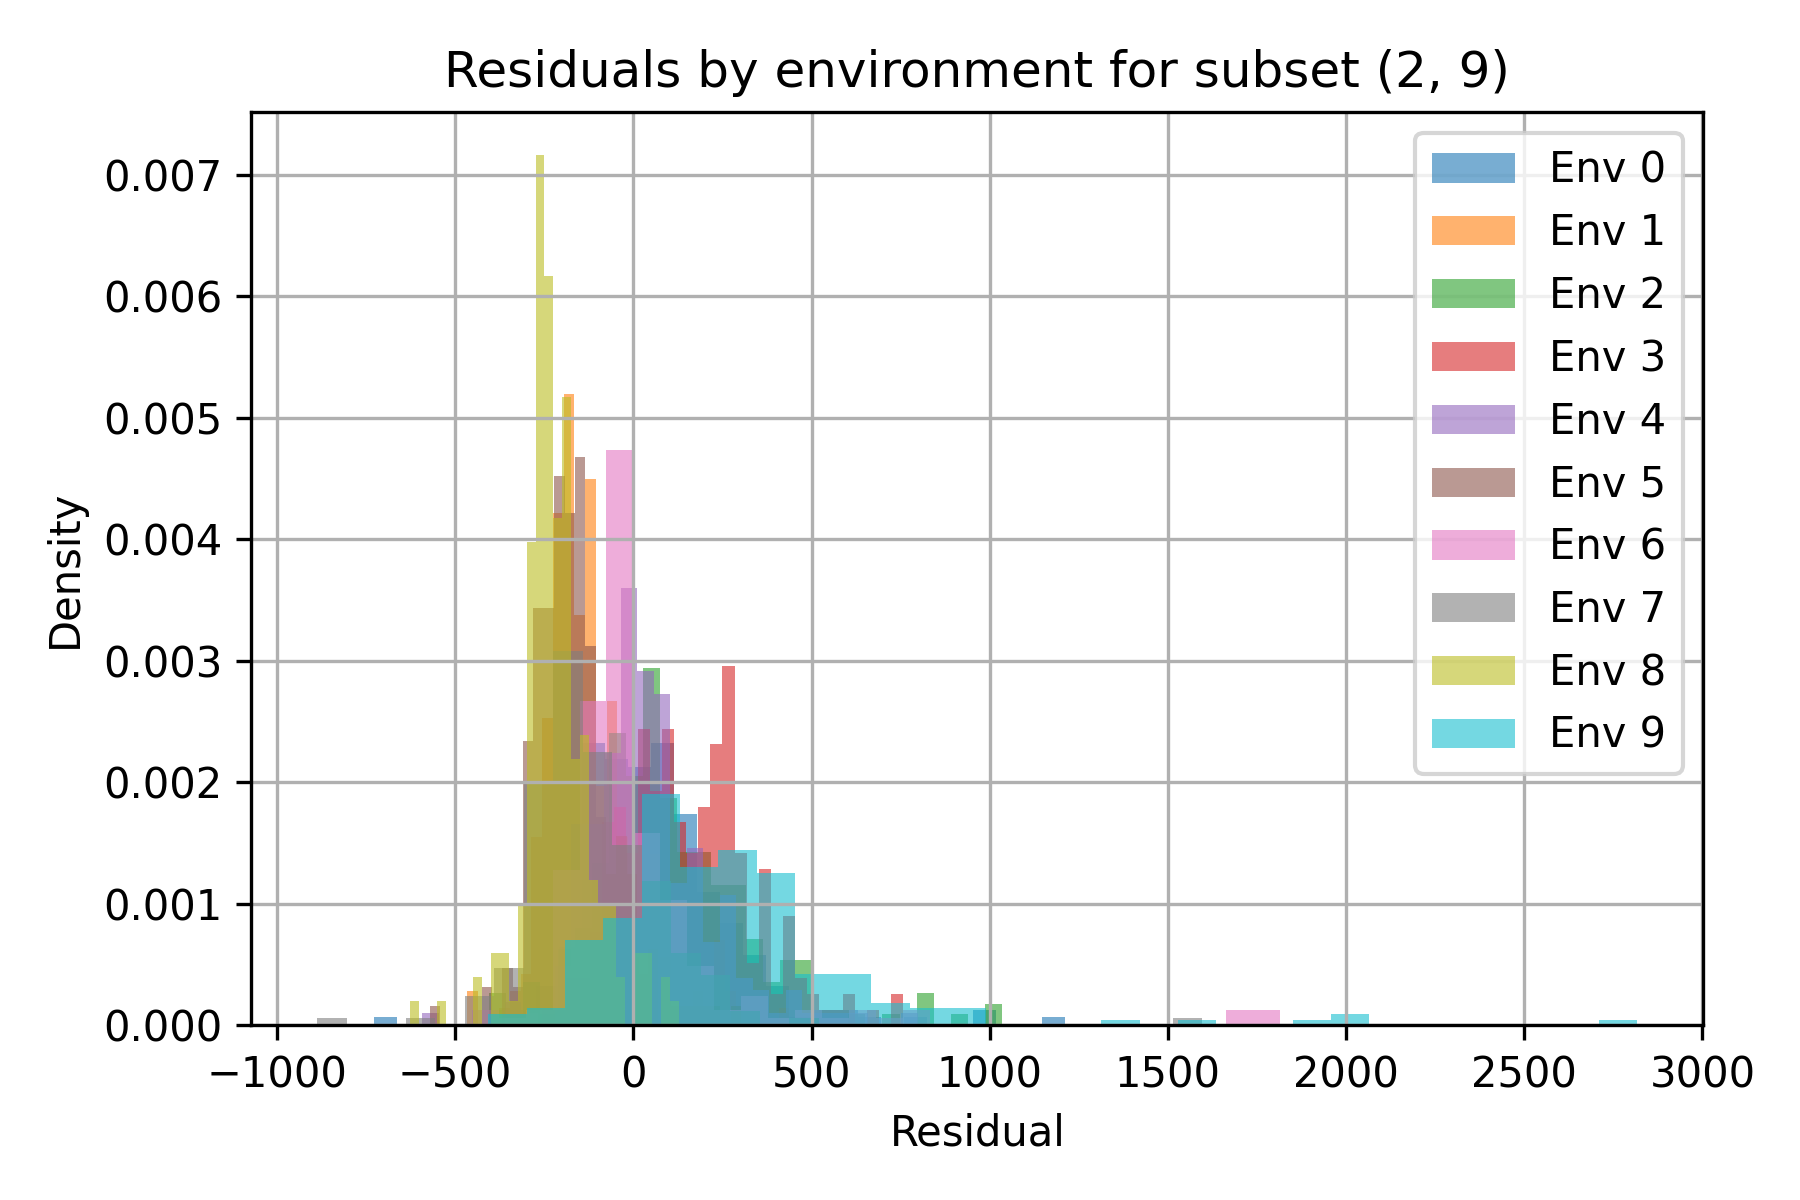 Residuals by environment for subset (2, 9)
Density
0.007
0.006
0.005
0.004
0.003
0.002
0.001
0.000
−1000 −500 0 500 1000 1500 2000 2500 3000
Residual
Env 0
Env 1
Env 2
Env 3
Env 4
Env 5
Env 6
Env 7
Env 8
Env 9